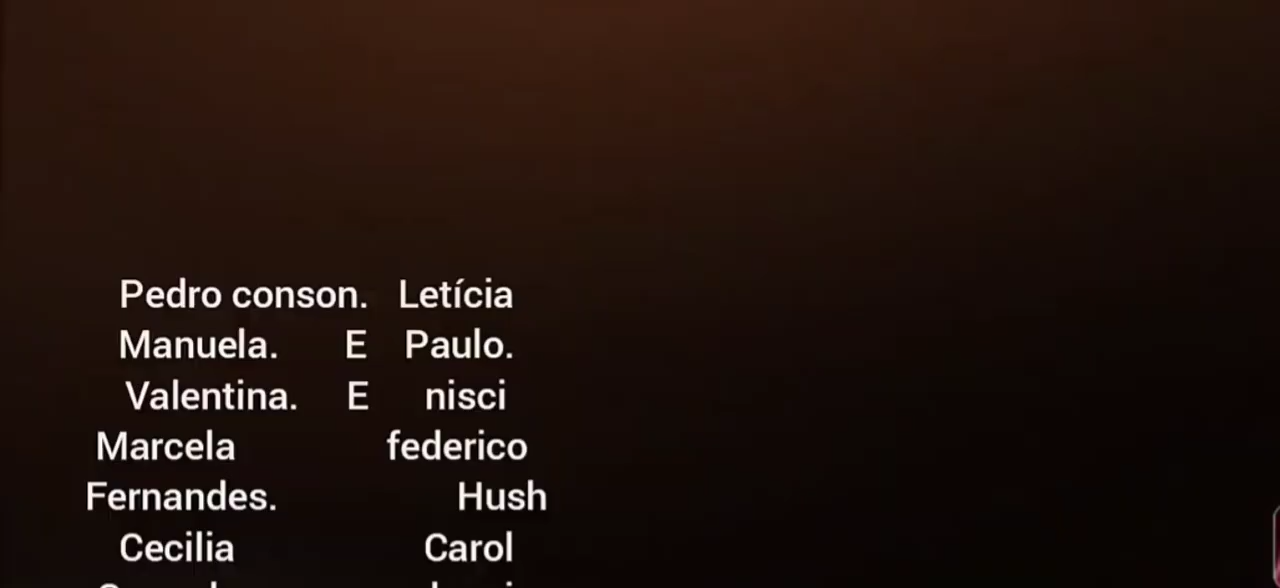 Pedro conson. Letícia
Manuela. E Paulo.
Valentina. E nisci
Marcela federico
Fernandes. Hush
Cecilia Carol